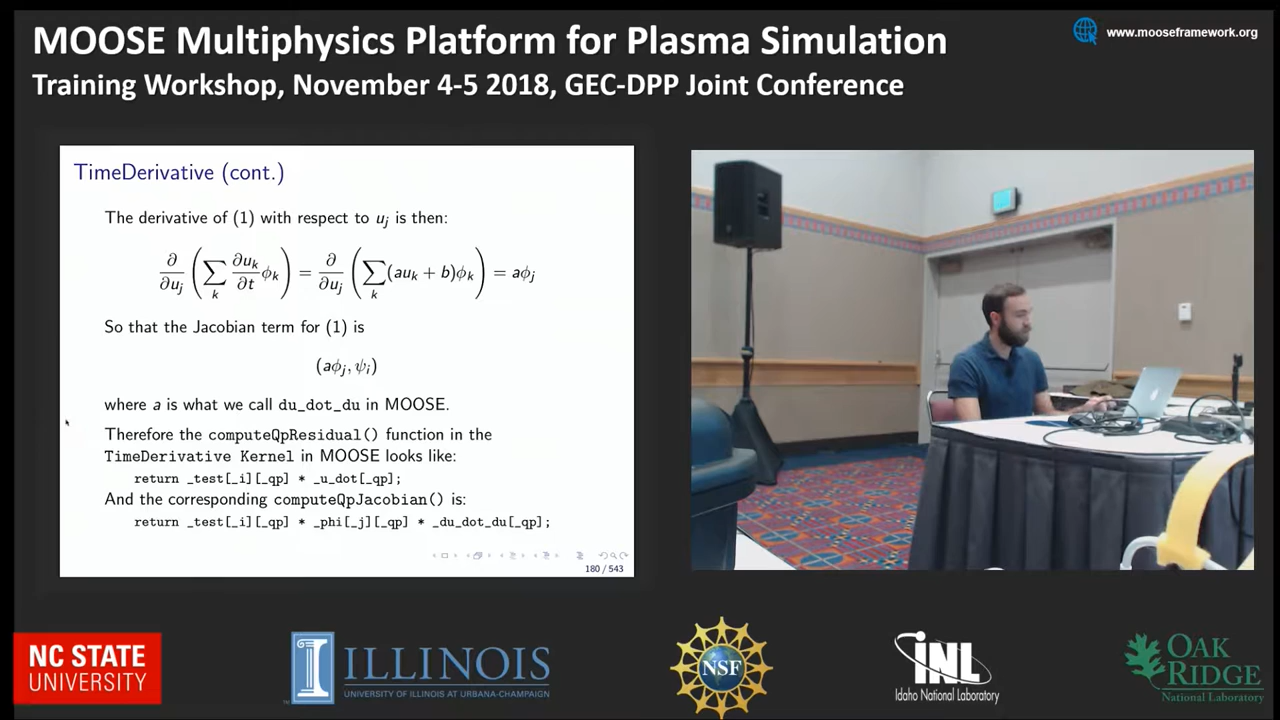 MOOSE Multiphysics Platform for Plasma Simulation
www.mooseframework.org
Training Workshop, November 4-5 2018, GEC-DPP Joint Conference
TimeDerivative (cont.)
The derivative of (1) with respect to u_j is then:
∂/∂u_j (∑_k ∂u_k/∂t ϕ_k) = ∂/∂u_j (∑_k (au_k + b)ϕ_k) = aϕ_j
So that the Jacobian term for (1) is
(aϕ_j, ψ_i)
where a is what we call du_dot_du in MOOSE.
Therefore the computeQpResidual() function in the
TimeDerivative Kernel in MOOSE looks like:
return _test[_i][_qp] * _u_dot[_qp];
And the corresponding computeQpJacobian() is:
return _test[_i][_qp] * _phi[_j][_qp] * _du_dot_du[_qp];
180 / 543
NC STATE
UNIVERSITY
ILLINOIS
UNIVERSITY OF ILLINOIS AT URBANA-CHAMPAIGN
NSF
INL
Idaho National Laboratory
OAK
RIDGE
National Laboratory